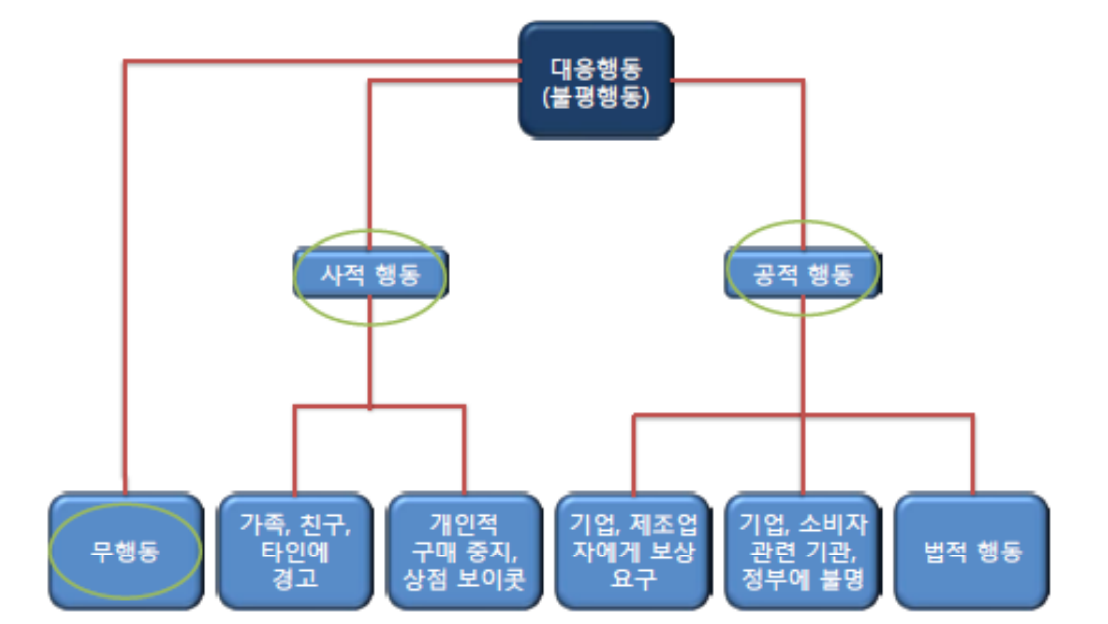 대응행동
(불평행동)
사적 행동
공적 행동
무행동
가족, 친구,
타인에
경고
개인적
구매 중지,
상점 보이콧
기업, 제조업
자에게 보상
요구
기업, 소비자
관련 기관,
정부에 불명
법적 행동